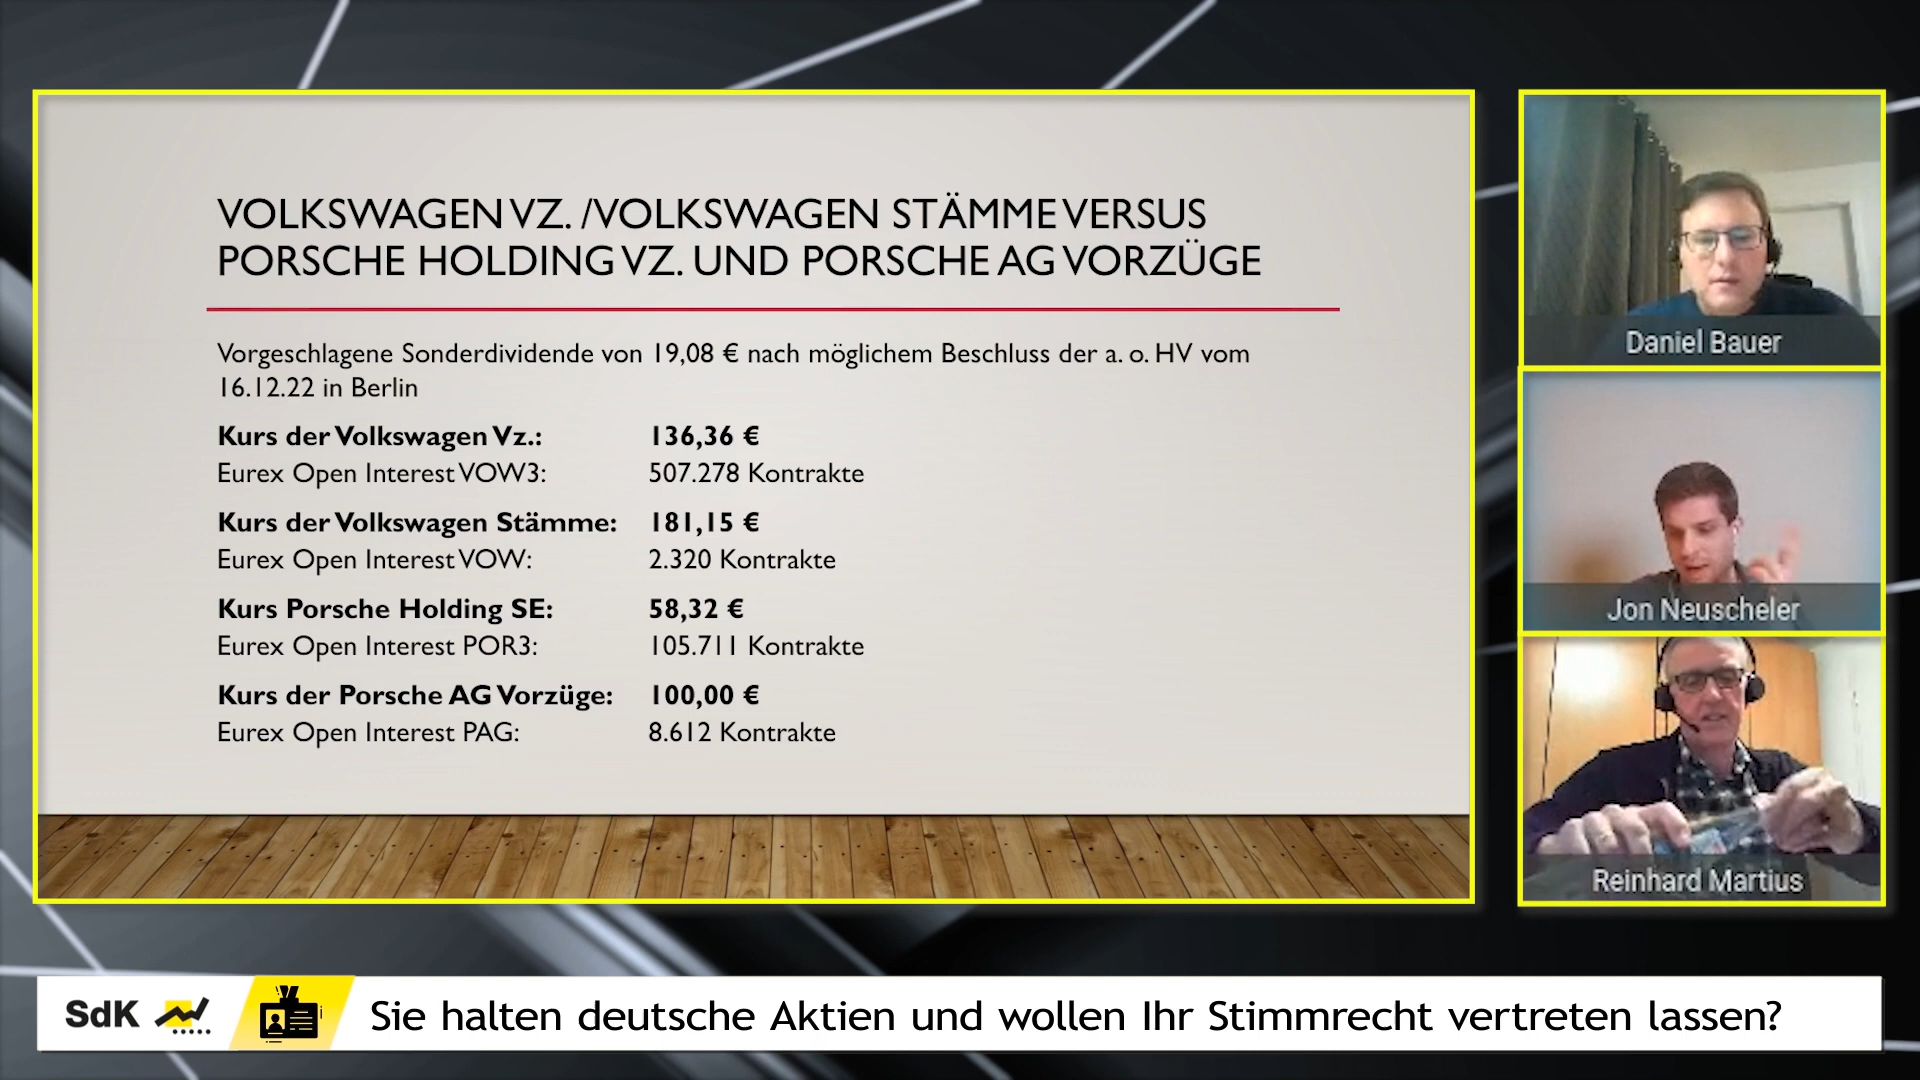 VOLKSWAGEN VZ. /VOLKSWAGEN STÄMME VERSUS
PORSCHE HOLDING VZ. UND PORSCHE AG VORZÜGE
Vorgeschlagene Sonderdividende von 19,08 € nach möglichem Beschluss der a. o. HV vom
16.12.22 in Berlin
Kurs der Volkswagen Vz.: 136,36 €
Eurex Open Interest VOW3: 507.278 Kontrakte
Kurs der Volkswagen Stämme: 181,15 €
Eurex Open Interest VOW: 2.320 Kontrakte
Kurs Porsche Holding SE: 58,32 €
Eurex Open Interest POR3: 105.711 Kontrakte
Kurs der Porsche AG Vorzüge: 100,00 €
Eurex Open Interest PAG: 8.612 Kontrakte
Daniel Bauer
Jon Neuscheler
Reinhard Martius
SdK
Sie halten deutsche Aktien und wollen Ihr Stimmrecht vertreten lassen?